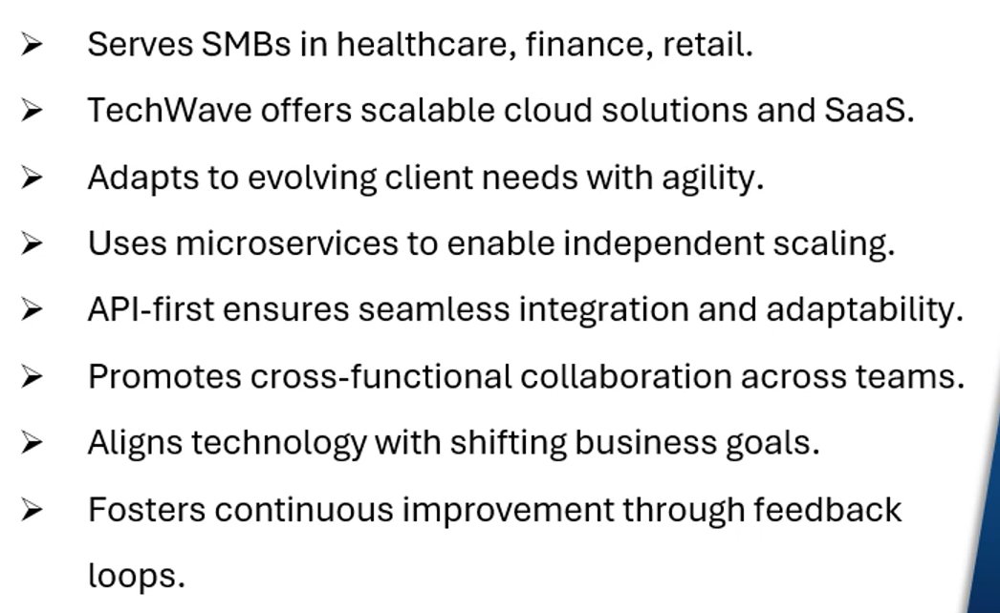 ➢ Serves SMBs in healthcare, finance, retail.
➢ TechWave offers scalable cloud solutions and SaaS.
➢ Adapts to evolving client needs with agility.
➢ Uses microservices to enable independent scaling.
➢ API-first ensures seamless integration and adaptability.
➢ Promotes cross-functional collaboration across teams.
➢ Aligns technology with shifting business goals.
➢ Fosters continuous improvement through feedback
loops.